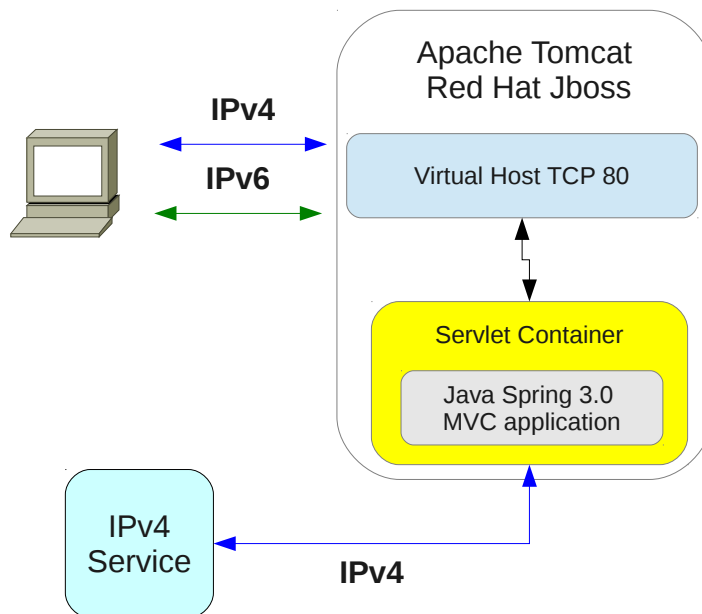 Apache Tomcat
Red Hat Jboss
IPv4
IPv6
Virtual Host TCP 80
Servlet Container
Java Spring 3.0
MVC application
IPv4
Service
IPv4